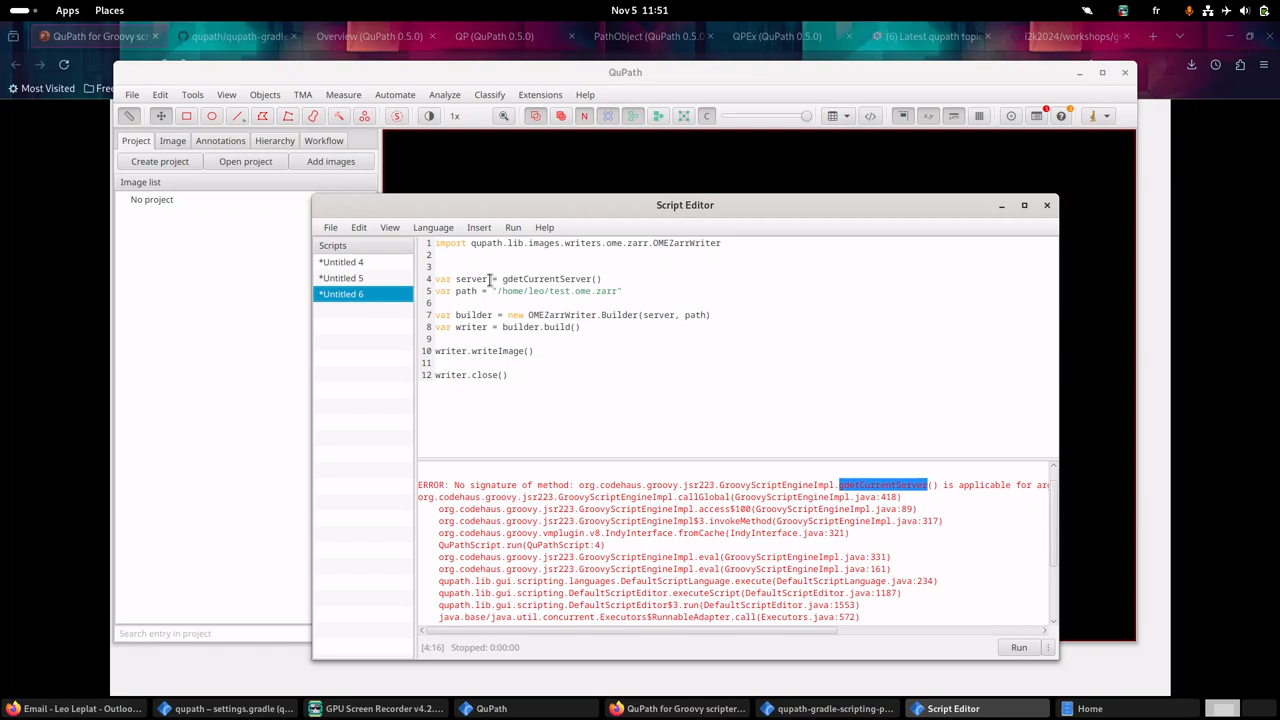 Apps Places
Nov 5 11:51
fr
QuPath for Groovy scr
qupath/qupath-gradle
Overview (QuPath 0.5.0)
QP (QuPath 0.5.0)
PathObject (QuPath 0.5.0)
QPEx (QuPath 0.5.0)
(6) Latest qupath topic
i2k2024/workshops/g
Most Visited
QuPath
File Edit Tools View Objects TMA Measure Automate Analyze Classify Extensions Help
1x
Project Image Annotations Hierarchy Workflow
Create project Open project Add images
Image list
No project
Script Editor
File Edit View Language Insert Run Help
Scripts
*Untitled 4
*Untitled 5
*Untitled 6
1 import qupath.lib.images.writers.ome.zarr.OMEZarrWriter
2
3
4 var server = gdetCurrentServer()
5 var path = "/home/leo/test.ome.zarr"
6
7 var builder = new OMEZarrWriter.Builder(server, path)
8 var writer = builder.build()
9
10 writer.writeImage()
11
12 writer.close()
ERROR: No signature of method: org.codehaus.groovy.jsr223.GroovyScriptEngineImpl.gdetCurrentServer() is applicable for ar
org.codehaus.groovy.jsr223.GroovyScriptEngineImpl.callGlobal(GroovyScriptEngineImpl.java:418)
org.codehaus.groovy.jsr223.GroovyScriptEngineImpl.access$100(GroovyScriptEngineImpl.java:89)
org.codehaus.groovy.jsr223.GroovyScriptEngineImpl$3.invokeMethod(GroovyScriptEngineImpl.java:317)
org.codehaus.groovy.vmplugin.v8.IndyInterface.fromCache(IndyInterface.java:321)
QuPathScript.run(QuPathScript:4)
org.codehaus.groovy.jsr223.GroovyScriptEngineImpl.eval(GroovyScriptEngineImpl.java:331)
org.codehaus.groovy.jsr223.GroovyScriptEngineImpl.eval(GroovyScriptEngineImpl.java:161)
qupath.lib.gui.scripting.languages.DefaultScriptLanguage.execute(DefaultScriptLanguage.java:234)
qupath.lib.gui.scripting.DefaultScriptEditor.executeScript(DefaultScriptEditor.java:1187)
qupath.lib.gui.scripting.DefaultScriptEditor$3.run(DefaultScriptEditor.java:1553)
java.base/java.util.concurrent.Executors$RunnableAdapter.call(Executors.java:572)
Search entry in project
[4:16] Stopped: 0:00:00
Run
Email - Leo Leplat - Outloo...
qupath – settings.gradle (q...
GPU Screen Recorder v4.2....
QuPath
QuPath for Groovy scripter...
qupath-gradle-scripting-p...
Script Editor
Home